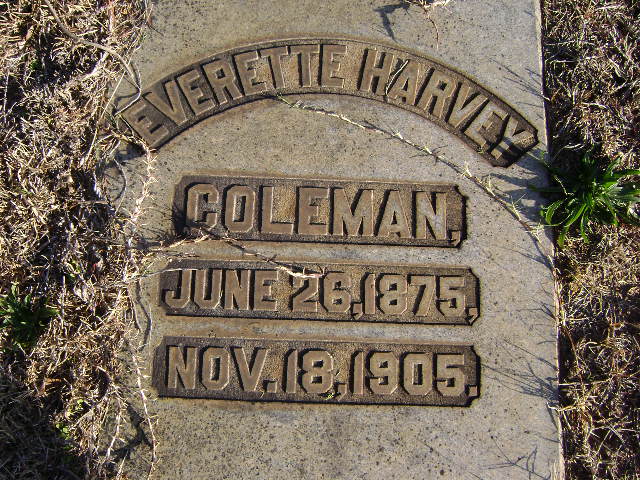 EVERETTE HARVEY
COLEMAN,
JUNE 26, 1875,
NOV. 18, 1905.